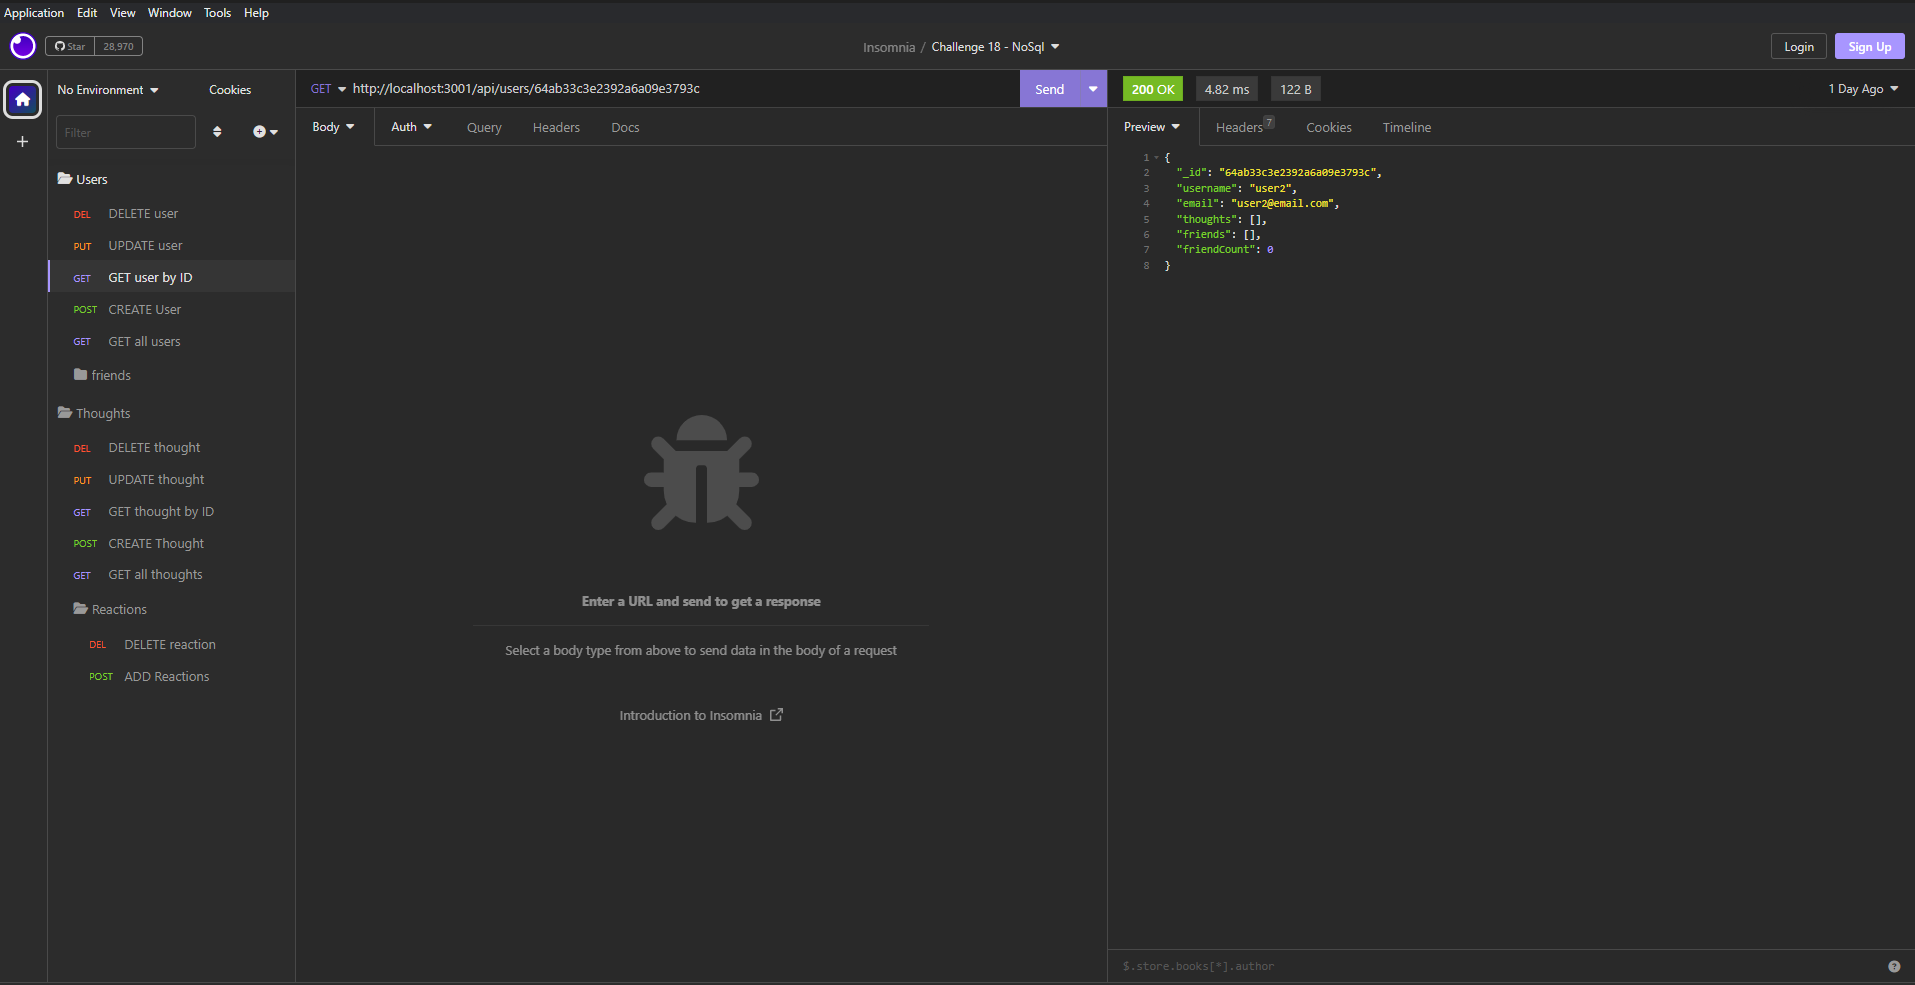 Application Edit View Window Tools Help
Star 28,970
Insomnia / Challenge 18 - NoSql
Login Sign Up
No Environment Cookies
Filter
Users
DEL DELETE user
PUT UPDATE user
GET GET user by ID
POST CREATE User
GET GET all users
friends
Thoughts
DEL DELETE thought
PUT UPDATE thought
GET GET thought by ID
POST CREATE Thought
GET GET all thoughts
Reactions
DEL DELETE reaction
POST ADD Reactions
GET http://localhost:3001/api/users/64ab33c3e2392a6a09e3793c Send
Body Auth Query Headers Docs
Enter a URL and send to get a response
Select a body type from above to send data in the body of a request
Introduction to Insomnia
200 OK 4.82 ms 122 B 1 Day Ago
Preview Headers 7 Cookies Timeline
1 {
2 "_id": "64ab33c3e2392a6a09e3793c",
3 "username": "user2",
4 "email": "user2@email.com",
5 "thoughts": [],
6 "friends": [],
7 "friendCount": 0
8 }
$.store.books[*].author